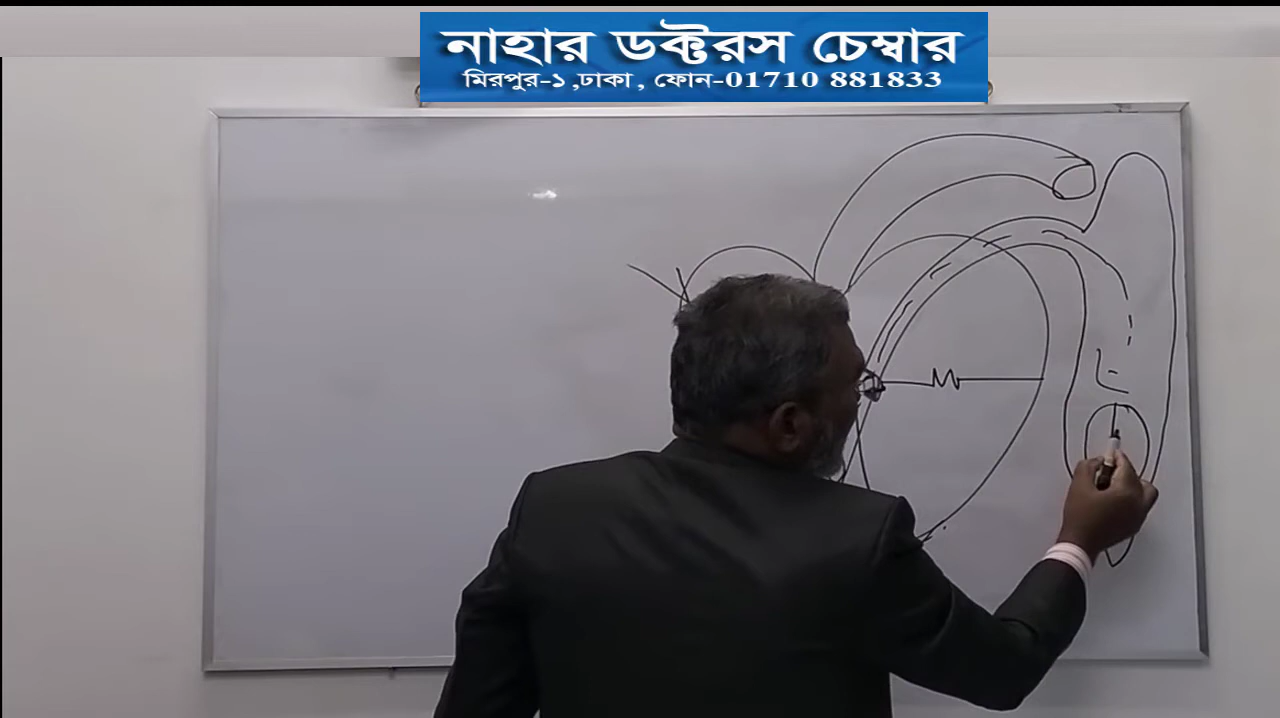 নাহার ডক্টরস চেম্বার
মিরপুর-১ ,ঢাকা , ফোন-01710 881833